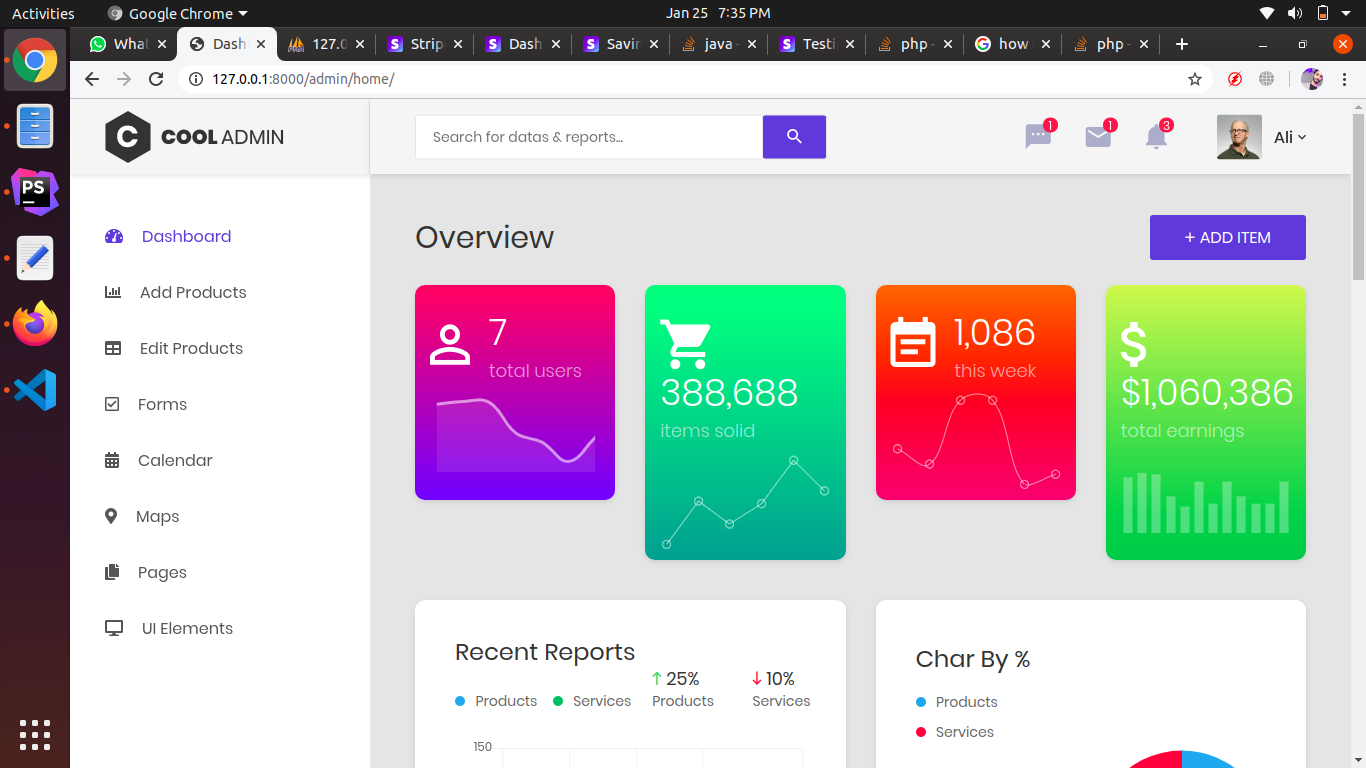 Activities
Google Chrome
Jan 25 7:35 PM
What
Dash
127.0
Strip
Dash
Savin
java -
Testi
php -
how
php -
127.0.0.1:8000/admin/home/
C COOL ADMIN
Search for datas & reports...
1
1
3
Ali
PS
Dashboard
Add Products
Edit Products
Forms
Calendar
Maps
Pages
UI Elements
Overview
+ ADD ITEM
7
total users
388,688
items solid
1,086
this week
$1,060,386
total earnings
Recent Reports
Products
Services
25%
Products
10%
Services
150
Char By %
Products
Services